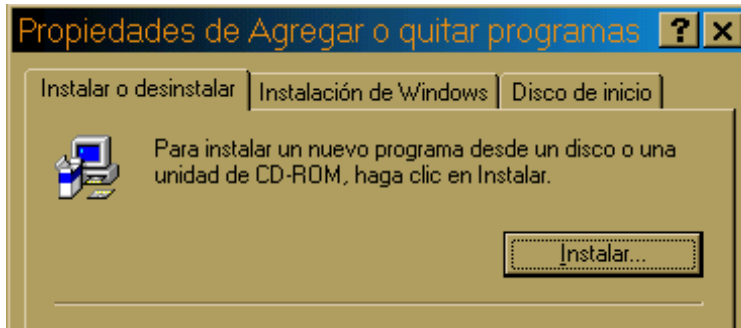 Propiedades de Agregar o quitar programas
Instalar o desinstalar Instalación de Windows Disco de inicio
Para instalar un nuevo programa desde un disco o una
unidad de CD-ROM, haga clic en Instalar.
Instalar...